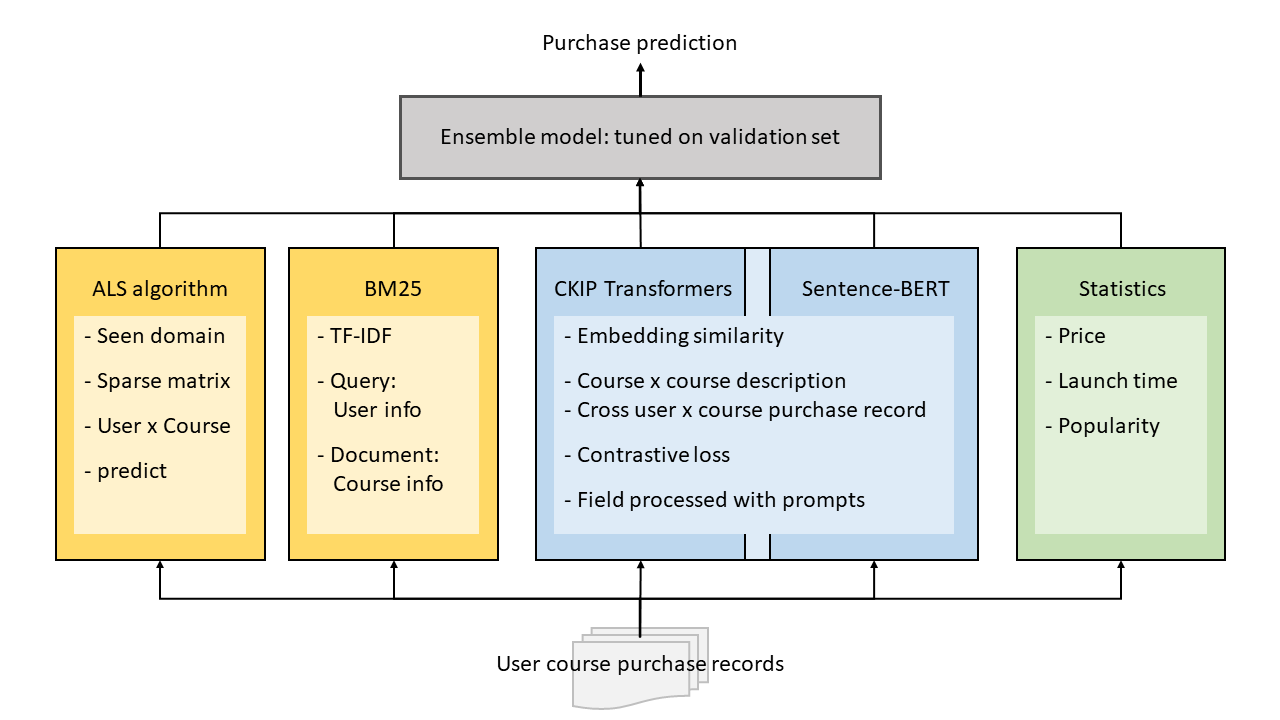 Purchase prediction
Ensemble model: tuned on validation set
ALS algorithm
- Seen domain
- Sparse matrix
- User x Course
- predict
BM25
- TF-IDF
- Query:
User info
- Document:
Course info
CKIP Transformers
Sentence-BERT
- Embedding similarity
- Course x course description
- Cross user x course purchase record
- Contrastive loss
- Field processed with prompts
Statistics
- Price
- Launch time
- Popularity
User course purchase records